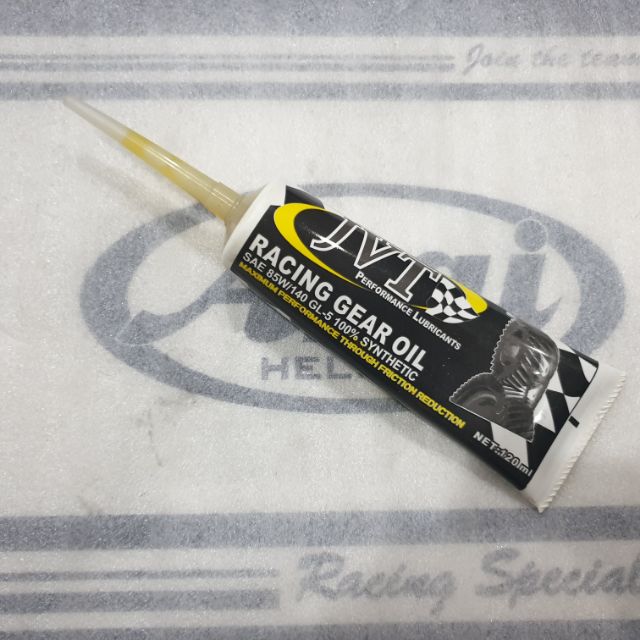 Join the team
JVT
PERFORMANCE LUBRICANTS
RACING GEAR OIL
SAE 85W/140 GL-5 100% SYNTHETIC
MAXIMUM PERFORMANCE THROUGH FRICTION REDUCTION
NET:120ml
Racing Special